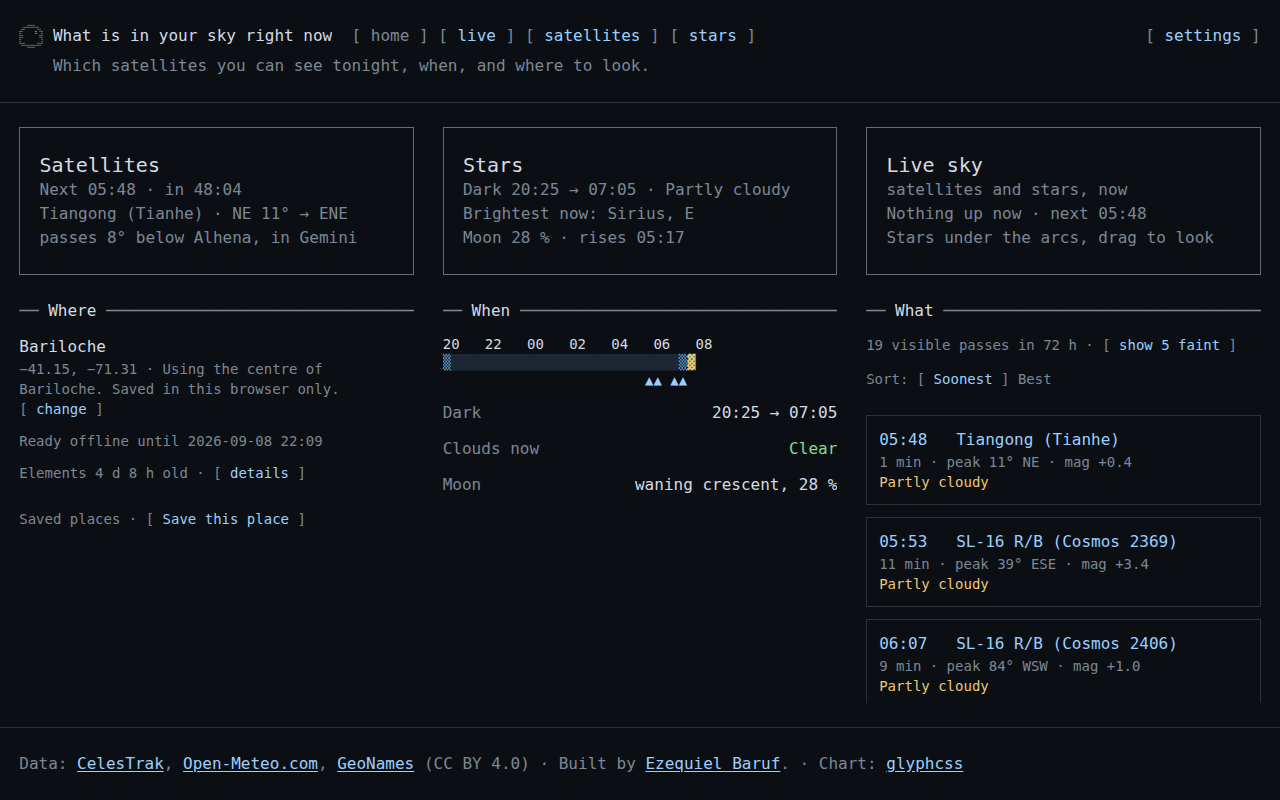 What is in your sky right now [ home ] [ live ] [ satellites ] [ stars ] [ settings ]
Which satellites you can see tonight, when, and where to look.
Satellites
Next 05:48 · in 48:04
Tiangong (Tianhe) · NE 11° → ENE
passes 8° below Alhena, in Gemini
Stars
Dark 20:25 → 07:05 · Partly cloudy
Brightest now: Sirius, E
Moon 28 % · rises 05:17
Live sky
satellites and stars, now
Nothing up now · next 05:48
Stars under the arcs, drag to look
Where
Bariloche
−41.15, −71.31 · Using the centre of
Bariloche. Saved in this browser only.
[ change ]
Ready offline until 2026-09-08 22:09
Elements 4 d 8 h old · [ details ]
Saved places · [ Save this place ]
When
20 22 00 02 04 06 08
▲▲ ▲▲
Dark 20:25 → 07:05
Clouds now Clear
Moon waning crescent, 28 %
What
19 visible passes in 72 h · [ show 5 faint ]
Sort: [ Soonest ] Best
05:48 Tiangong (Tianhe)
1 min · peak 11° NE · mag +0.4
Partly cloudy
05:53 SL-16 R/B (Cosmos 2369)
11 min · peak 39° ESE · mag +3.4
Partly cloudy
06:07 SL-16 R/B (Cosmos 2406)
9 min · peak 84° WSW · mag +1.0
Partly cloudy
Data: CelesTrak, Open-Meteo.com, GeoNames (CC BY 4.0) · Built by Ezequiel Baruf. · Chart: glyphcss